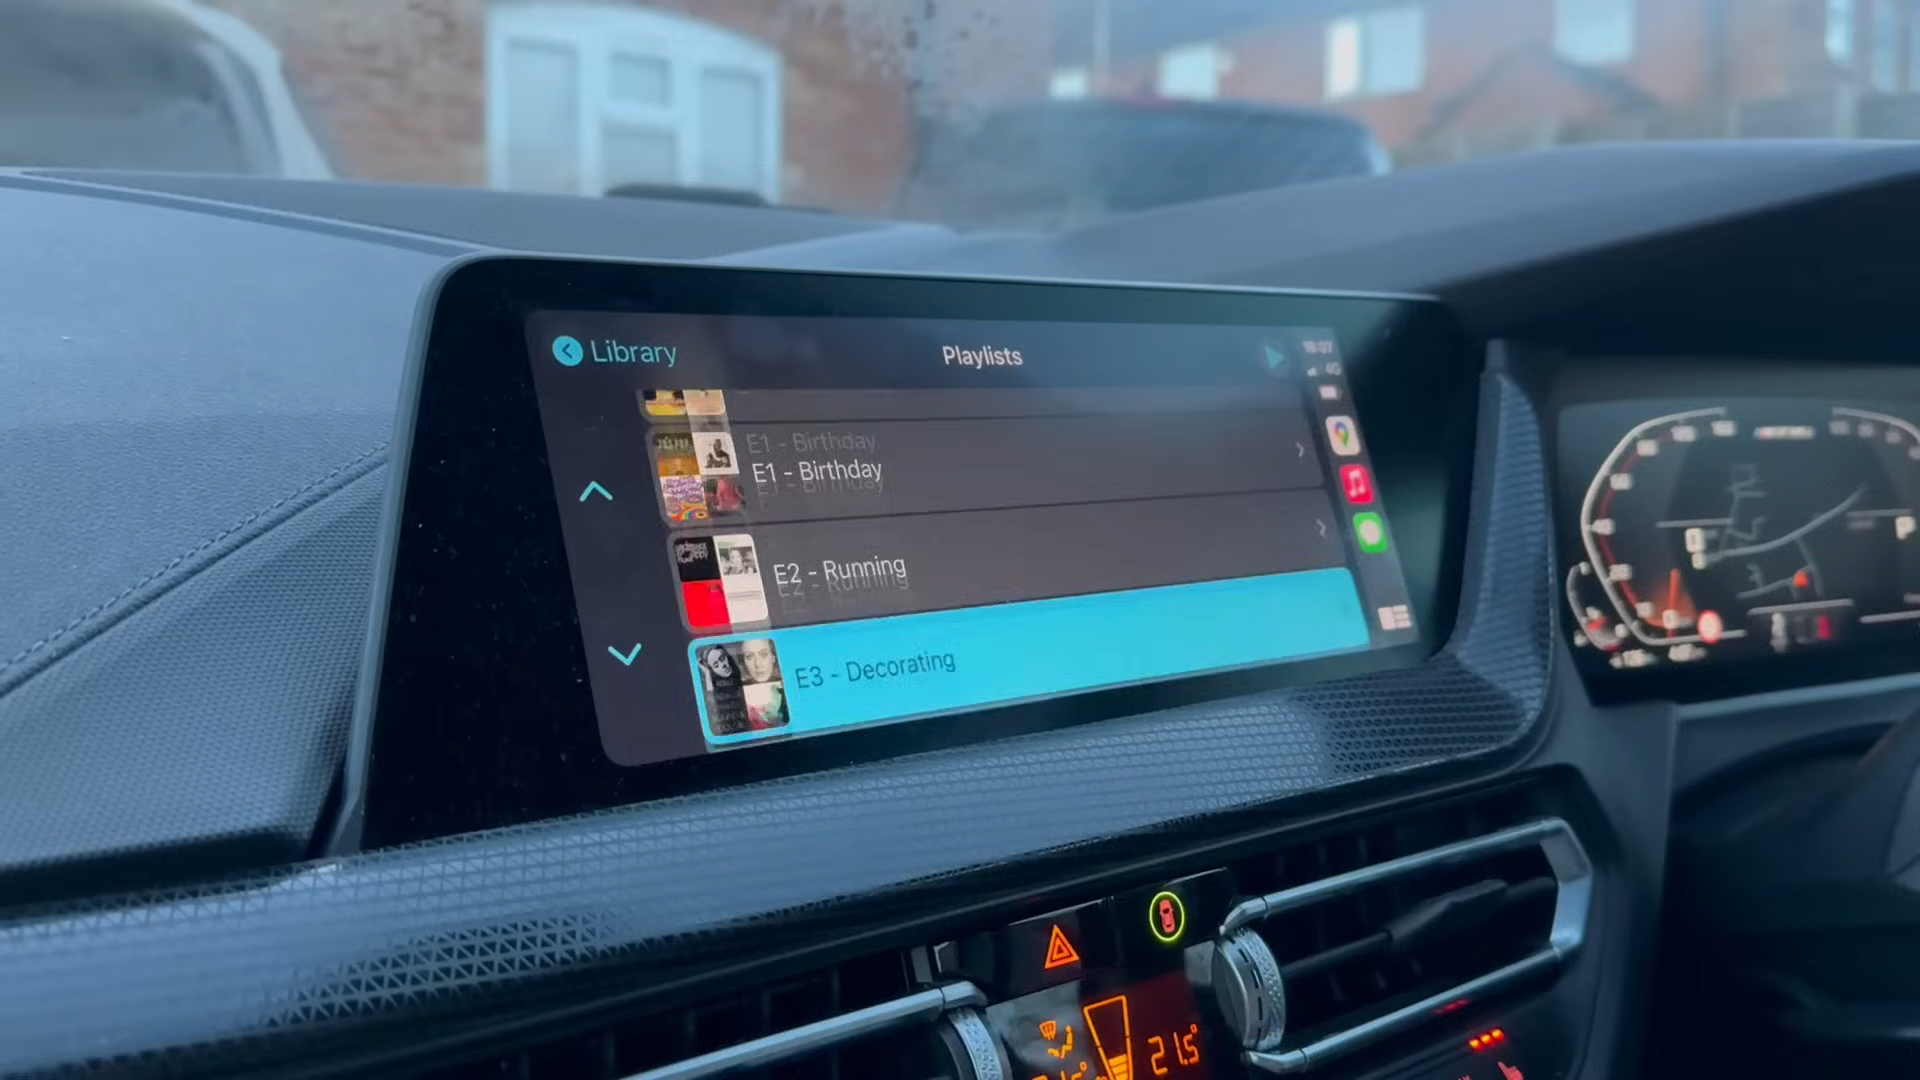 Library
Playlists
E1 - Birthday
E2 - Running
E3 - Decorating
21.5°